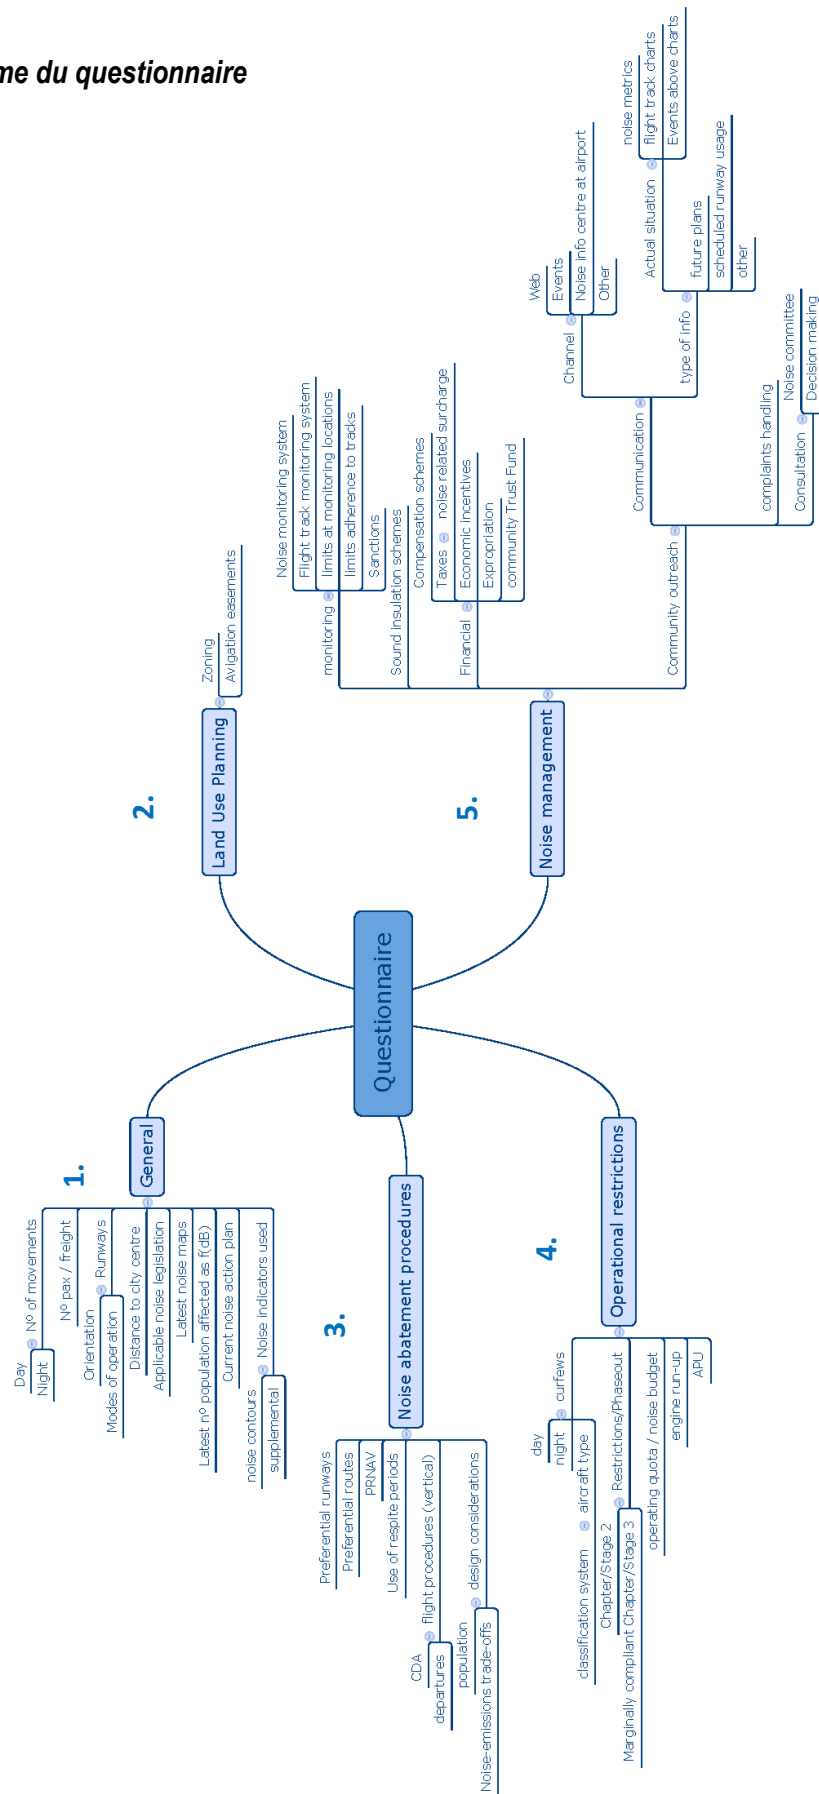 me du questionnaire
Questionnaire
1.
General
Nº of movements
Day
Night
Nº pax / freight
Runways
Orientation
Modes of operation
Distance to city centre
Applicable noise legislation
Latest noise maps
Latest nº population affected as f(dB)
Current noise action plan
Noise indicators used
noise contours
supplemental
2.
Land Use Planning
Zoning
Avigation easements
3.
Noise abatement procedures
Preferential runways
Preferential routes
PRNAV
Use of respite periods
flight procedures (vertical)
CDA
departures
design considerations
population
Noise-emissions trade-offs
4.
Operational restrictions
curfews
day
night
aircraft type
classification system
Restrictions/Phaseout
Chapter/Stage 2
Marginally compliant Chapter/Stage 3
operating quota / noise budget
engine run-up
APU
5.
Noise management
monitoring
Noise monitoring system
Flight track monitoring system
limits at monitoring locations
limits adherence to tracks
Sanctions
Sound insulation schemes
Financial
Compensation schemes
Taxes
noise related surcharge
Economic incentives
Expropriation
community Trust Fund
Community outreach
Communication
Channel
Web
Events
Noise info centre at airport
Other
type of info
Actual situation
noise metrics
flight track charts
Events above charts
future plans
scheduled runway usage
other
complaints handling
Consultation
Noise committee
Decision making